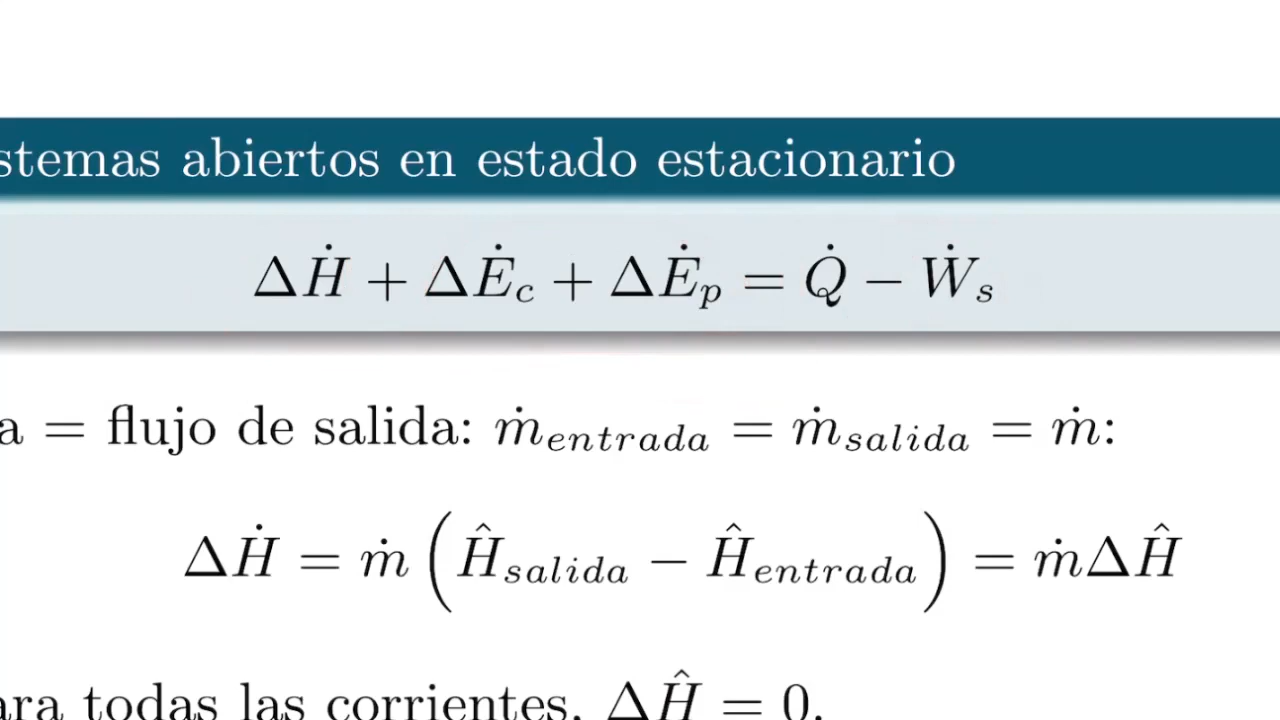 stemas abiertos en estado estacionario
ΔḢ + ΔĖ_c + ΔĖ_p = Q̇ − Ẇ_s
a = flujo de salida: ṁ_entrada = ṁ_salida = ṁ:
ΔḢ = ṁ (Ĥ_salida − Ĥ_entrada) = ṁΔĤ
ara todas las corrientes, ΔĤ = 0.